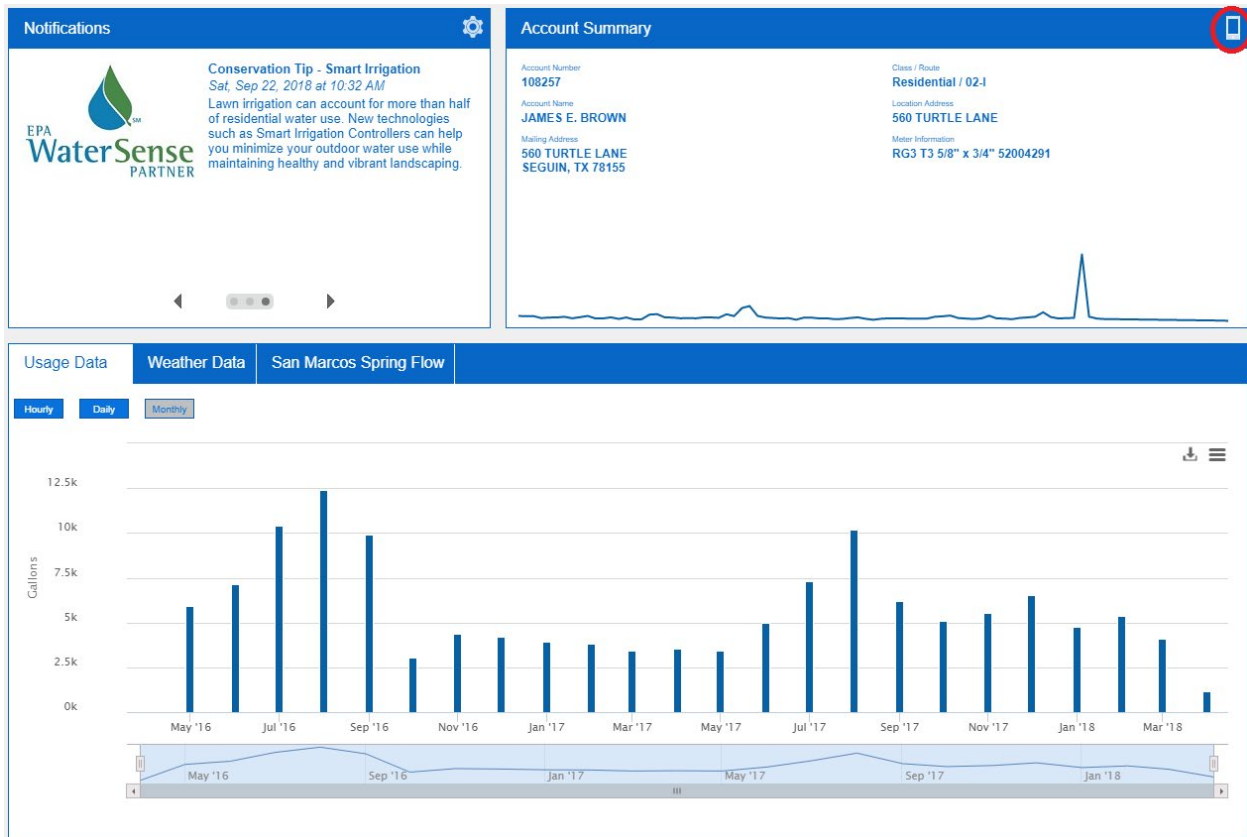 Notifications
EPA
WaterSense
SM
PARTNER
Conservation Tip - Smart Irrigation
Sat, Sep 22, 2018 at 10:32 AM
Lawn irrigation can account for more than half
of residential water use. New technologies
such as Smart Irrigation Controllers can help
you minimize your outdoor water use while
maintaining healthy and vibrant landscaping.
Account Summary
Account Number
108257
Account Name
JAMES E. BROWN
Mailing Address
560 TURTLE LANE
SEGUIN, TX 78155
Class / Route
Residential / 02-I
Location Address
560 TURTLE LANE
Meter Information
RG3 T3 5/8" x 3/4" 52004291
Usage Data Weather Data San Marcos Spring Flow
Hourly Daily Monthly
Gallons
12.5k
10k
7.5k
5k
2.5k
0k
May '16 Jul '16 Sep '16 Nov '16 Jan '17 Mar '17 May '17 Jul '17 Sep '17 Nov '17 Jan '18 Mar '18
May '16 Sep '16 Jan '17 May '17 Sep '17 Jan '18